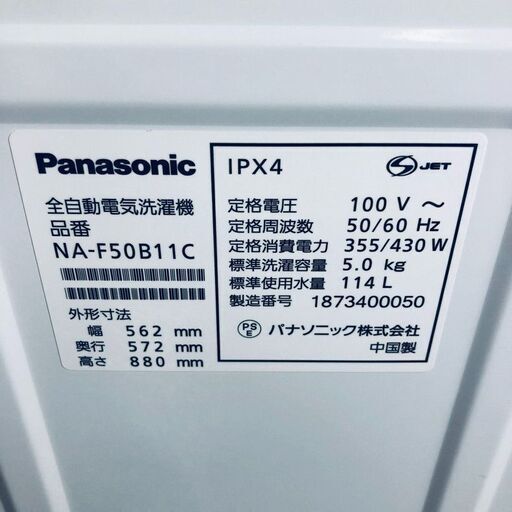 Panasonic
全自動電気洗濯機
品番
NA-F50B11C
外形寸法
幅 562 mm
奥行 572 mm
高さ 880 mm
IPX4
S JET
定格電圧 100 V ～
定格周波数 50/60 Hz
定格消費電力 355/430 W
標準洗濯容量 5.0 kg
標準使用水量 114 L
製造番号 1873400050
PSE パナソニック株式会社
中国製